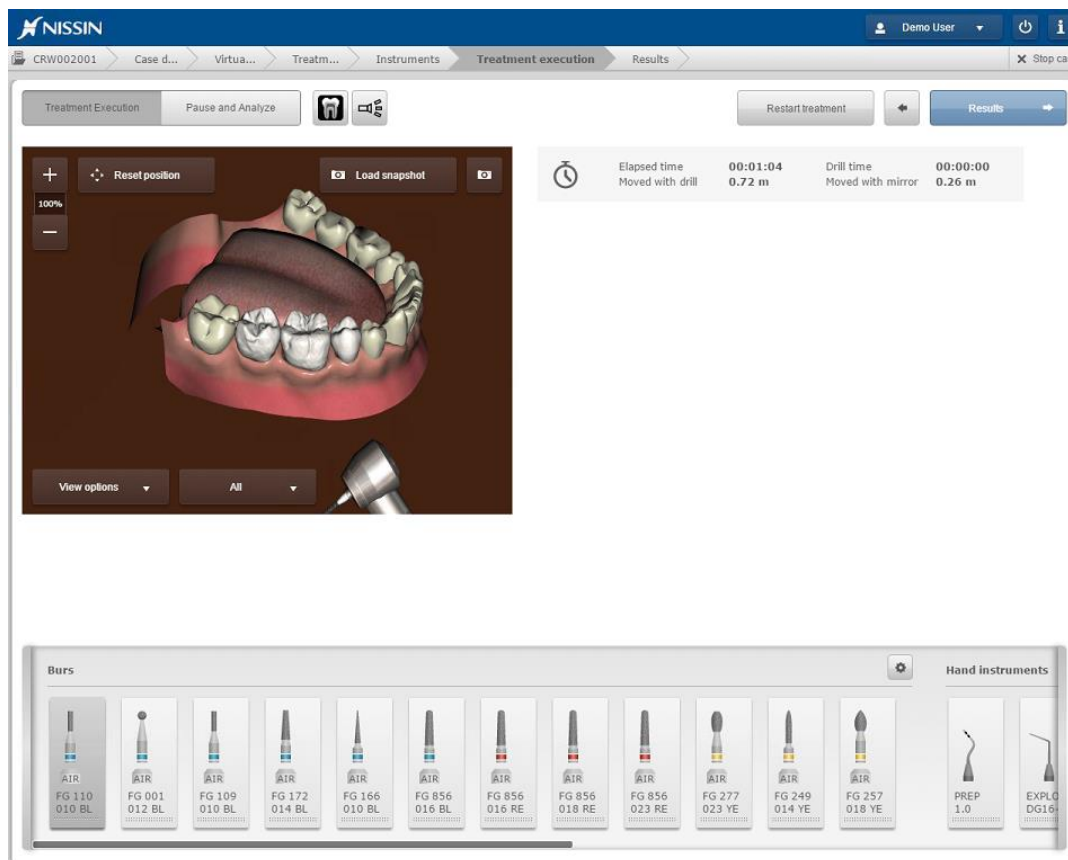 NISSIN
Demo User
CRW002001
Case d...
Virtua...
Treatm...
Instruments
Treatment execution
Results
Stop ca
Treatment Execution
Pause and Analyze
Restart treatment
Results
Reset position
Load snapshot
100%
Elapsed time 00:01:04 Drill time 00:00:00
Moved with drill 0.72 m Moved with mirror 0.26 m
View options
All
Burs
Hand instruments
AIR
FG 110
010 BL
AIR
FG 001
012 BL
AIR
FG 109
010 BL
AIR
FG 172
014 BL
AIR
FG 166
010 BL
AIR
FG 856
016 BL
AIR
FG 856
016 RE
AIR
FG 856
018 RE
AIR
FG 856
023 RE
AIR
FG 277
023 YE
AIR
FG 249
014 YE
AIR
FG 257
018 YE
PREP
1.0
EXPLO
DG16-